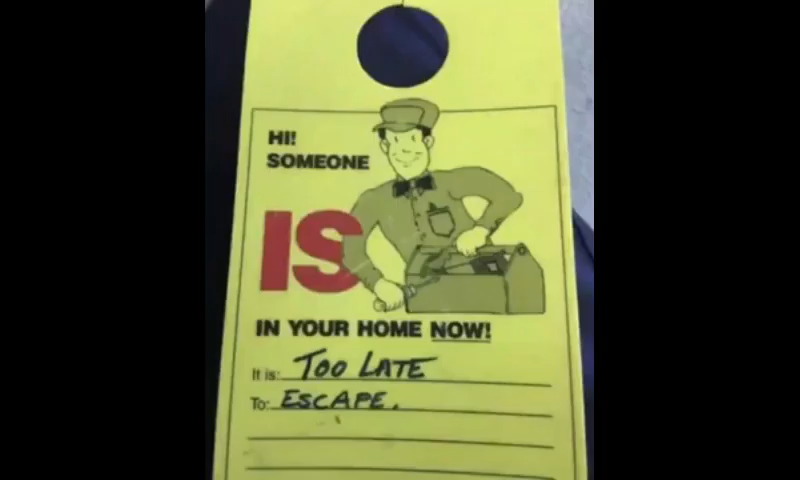 HI!
SOMEONE
IS
IN YOUR HOME NOW!
It is: TOO LATE
To: ESCAPE.